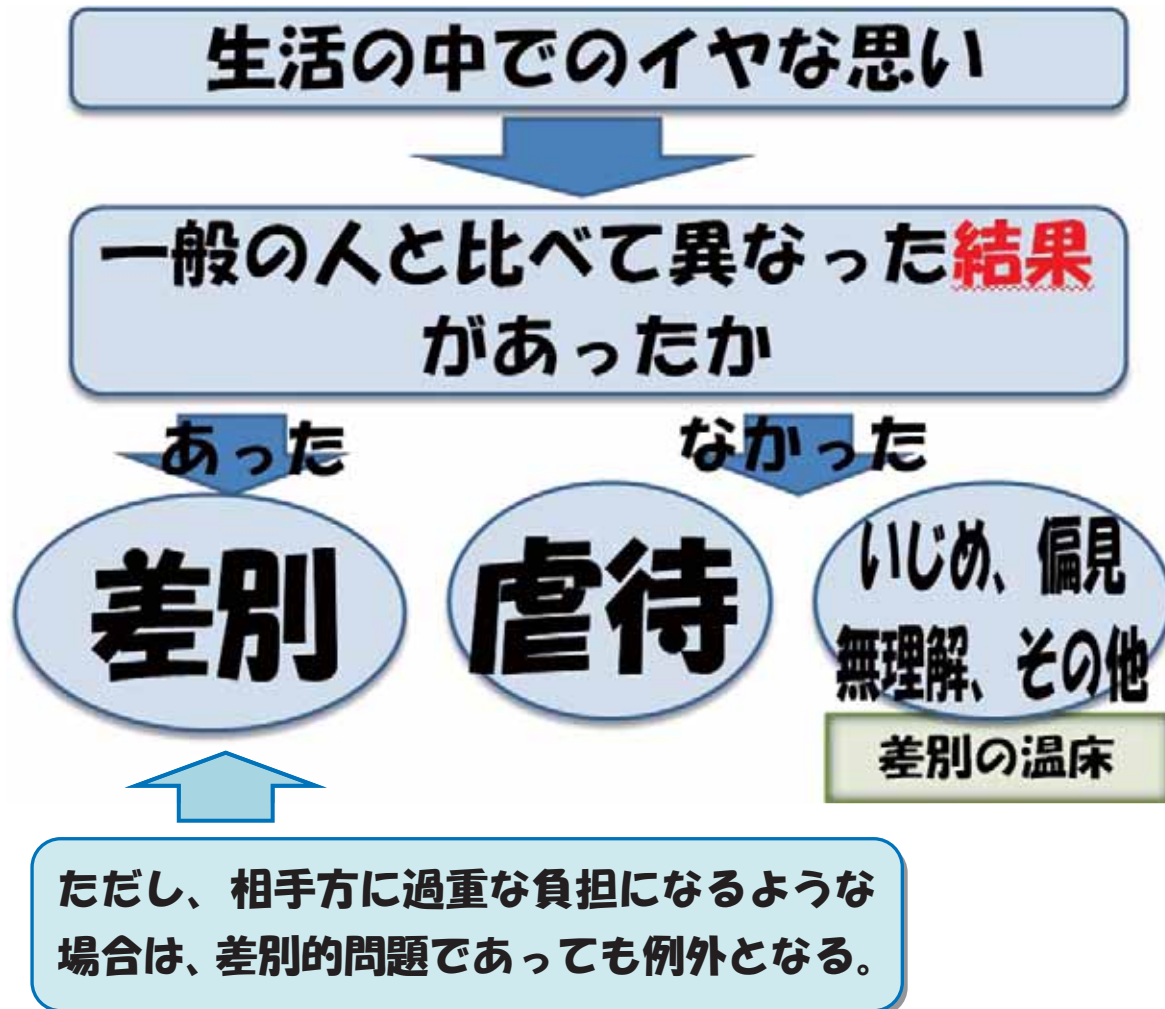 生活の中でのイヤな思い
一般の人と比べて異なった結果
があったか
あった
なかった
差別
虐待
いじめ、偏見
無理解、その他
差別の温床
ただし、相手方に過重な負担になるような
場合は、差別的問題であっても例外となる。